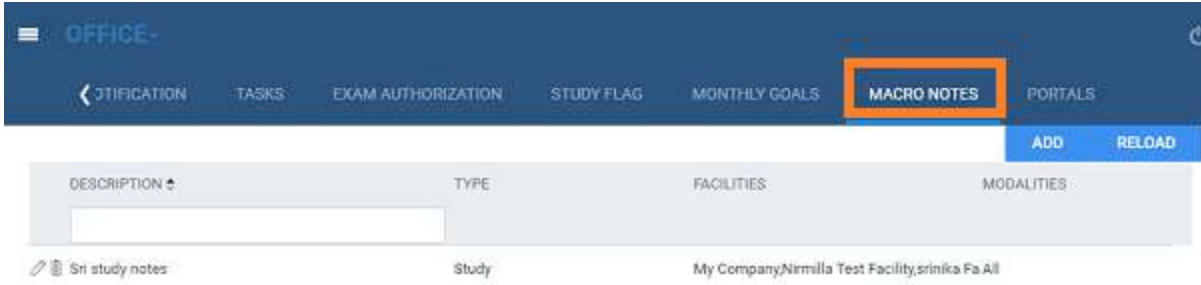 OFFICE-
OTIFICATION TASKS EXAM AUTHORIZATION STUDY FLAG MONTHLY GOALS MACRO NOTES PORTALS
ADD RELOAD
DESCRIPTION TYPE FACILITIES MODALITIES
Sri study notes Study My Company,Nirmilla Test Facility,srinika Fa All